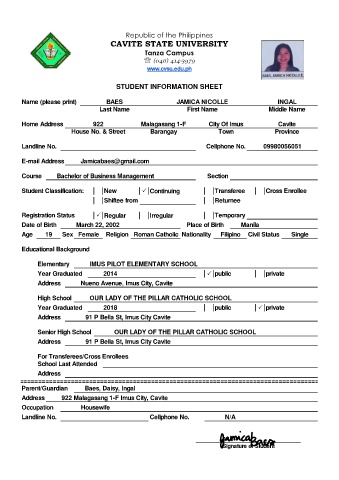 Republic of the Philippines
CAVITE STATE UNIVERSITY
Tanza Campus
☏ (046) 414-3979
www.cvsu.edu.ph
BAES, JAMICA NICOLLE I.
STUDENT INFORMATION SHEET
Name (please print) BAES JAMICA NICOLLE INGAL
Last Name First Name Middle Name
Home Address 922 Malagasang 1-F City Of Imus Cavite
House No. & Street Barangay Town Province
Landline No. Cellphone No. 09980056051
E-mail Address Jamicabaes@gmail.com
Course Bachelor of Business Management Section
Student Classification: New ✓ Continuing Transferee Cross Enrollee
Shiftee from Returnee
Registration Status ✓ Regular Irregular Temporary
Date of Birth March 22, 2002 Place of Birth Manila
Age 19 Sex Female Religion Roman Catholic Nationality Filipino Civil Status Single
Educational Background
Elementary IMUS PILOT ELEMENTARY SCHOOL
Year Graduated 2014 ✓ public private
Address Nueno Avenue, Imus City, Cavite
High School OUR LADY OF THE PILLAR CATHOLIC SCHOOL
Year Graduated 2018 public ✓ private
Address 91 P Bella St, Imus City Cavite
Senior High School OUR LADY OF THE PILLAR CATHOLIC SCHOOL
Address 91 P Bella St, Imus City Cavite
For Transferees/Cross Enrollees
School Last Attended
Address
Parent/Guardian Baes, Daisy, Ingal
Address 922 Malagasang 1-F Imus City, Cavite
Occupation Housewife
Landline No. Cellphone No. N/A
Jamica Baes
Signature of Student